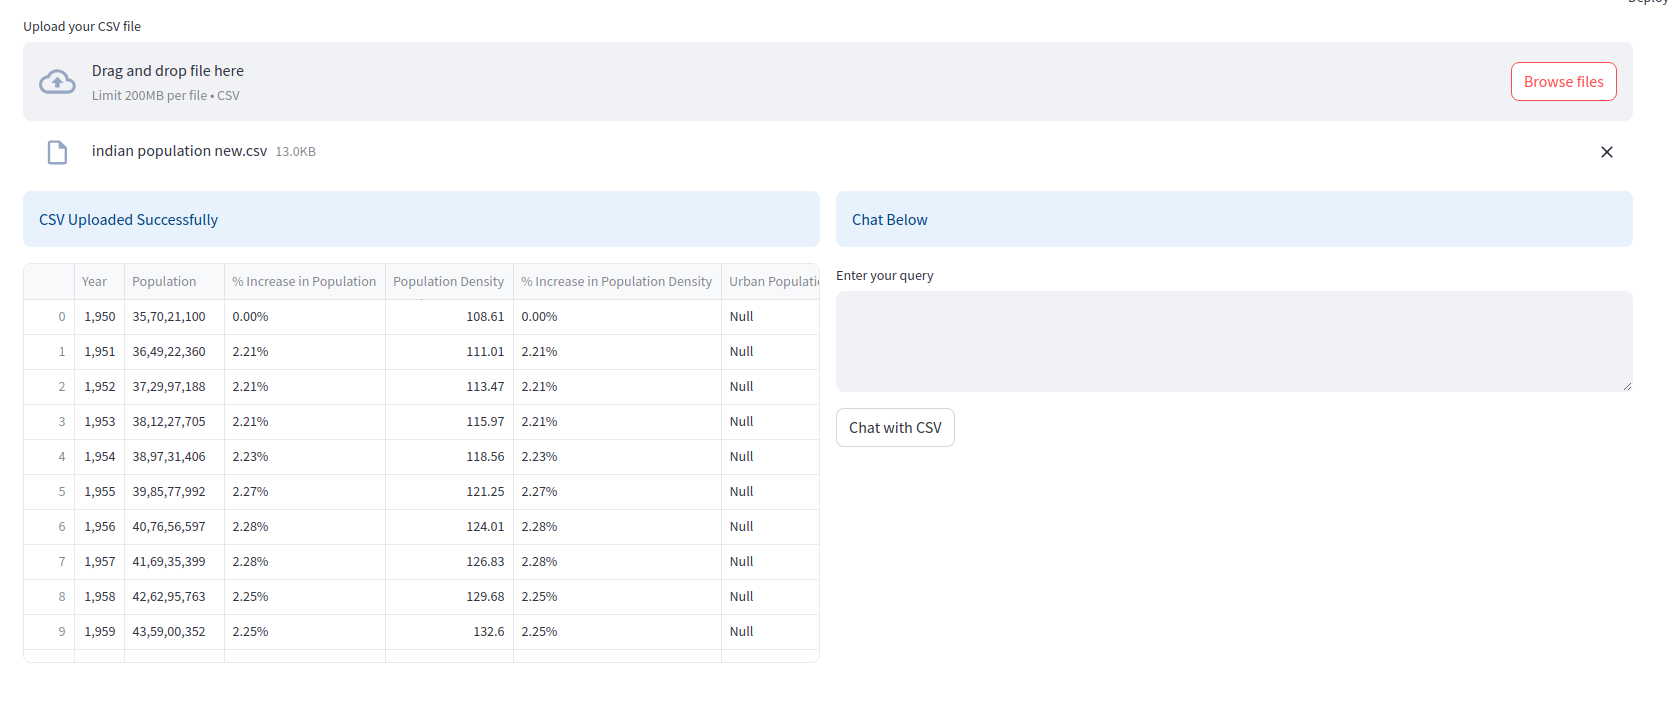 Upload your CSV file
Drag and drop file here
Limit 200MB per file • CSV
Browse files
indian population new.csv 13.0KB
CSV Uploaded Successfully
Chat Below
Year Population % Increase in Population Population Density % Increase in Population Density Urban Populati
0 1,950 35,70,21,100 0.00% 108.61 0.00% Null
1 1,951 36,49,22,360 2.21% 111.01 2.21% Null
2 1,952 37,29,97,188 2.21% 113.47 2.21% Null
3 1,953 38,12,27,705 2.21% 115.97 2.21% Null
4 1,954 38,97,31,406 2.23% 118.56 2.23% Null
5 1,955 39,85,77,992 2.27% 121.25 2.27% Null
6 1,956 40,76,56,597 2.28% 124.01 2.28% Null
7 1,957 41,69,35,399 2.28% 126.83 2.28% Null
8 1,958 42,62,95,763 2.25% 129.68 2.25% Null
9 1,959 43,59,00,352 2.25% 132.6 2.25% Null
Enter your query
Chat with CSV